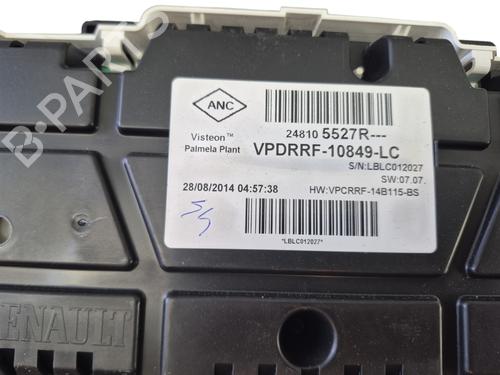 ANC
24810 5527R---
Visteon™
Palmela Plant VPDRRF-10849-LC
S/N:LBLC012027
SW:07.07.
28/08/2014 04:57:38
HW:VPCRRF-14B115-BS
*LBLC012027*
RENAULT
B-PARTS